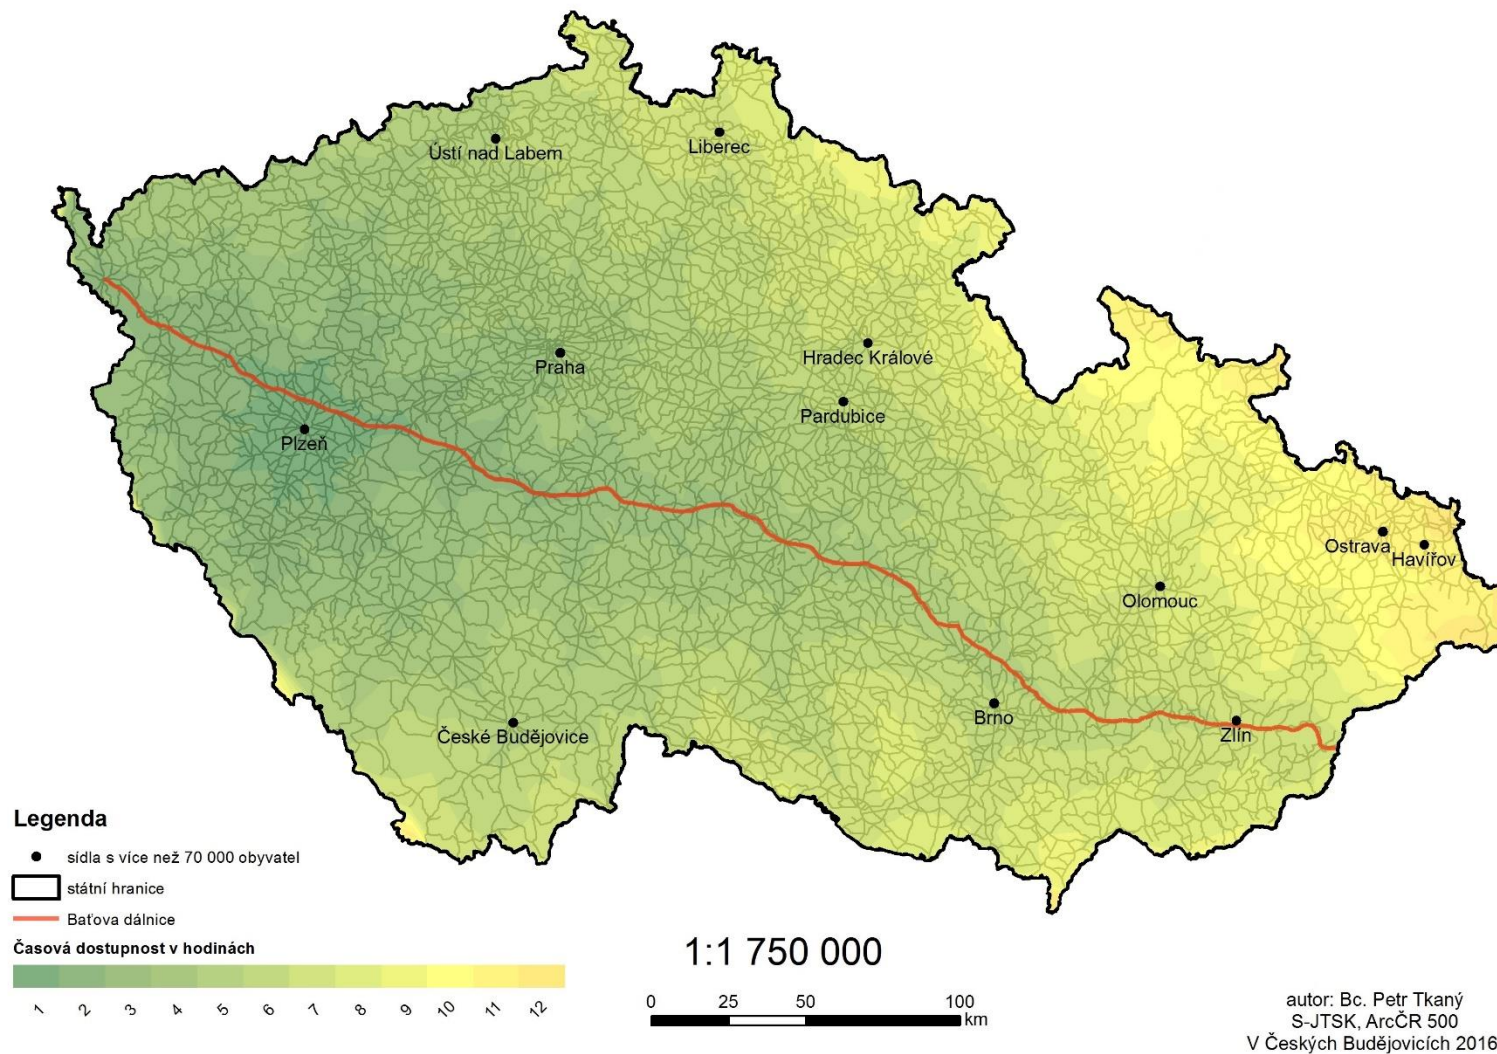 Ústí nad Labem
Liberec
Praha
Hradec Králové
Pardubice
Plzeň
Ostrava
Havířov
Olomouc
České Budějovice
Brno
Zlín
Legenda
sídla s více než 70 000 obyvatel
státní hranice
Baťova dálnice
Časová dostupnost v hodinách
1 2 3 4 5 6 7 8 9 10 11 12
1:1 750 000
0 25 50 100
km
autor: Bc. Petr Tkaný
S-JTSK, ArcČR 500
V Českých Budějovicích 2016